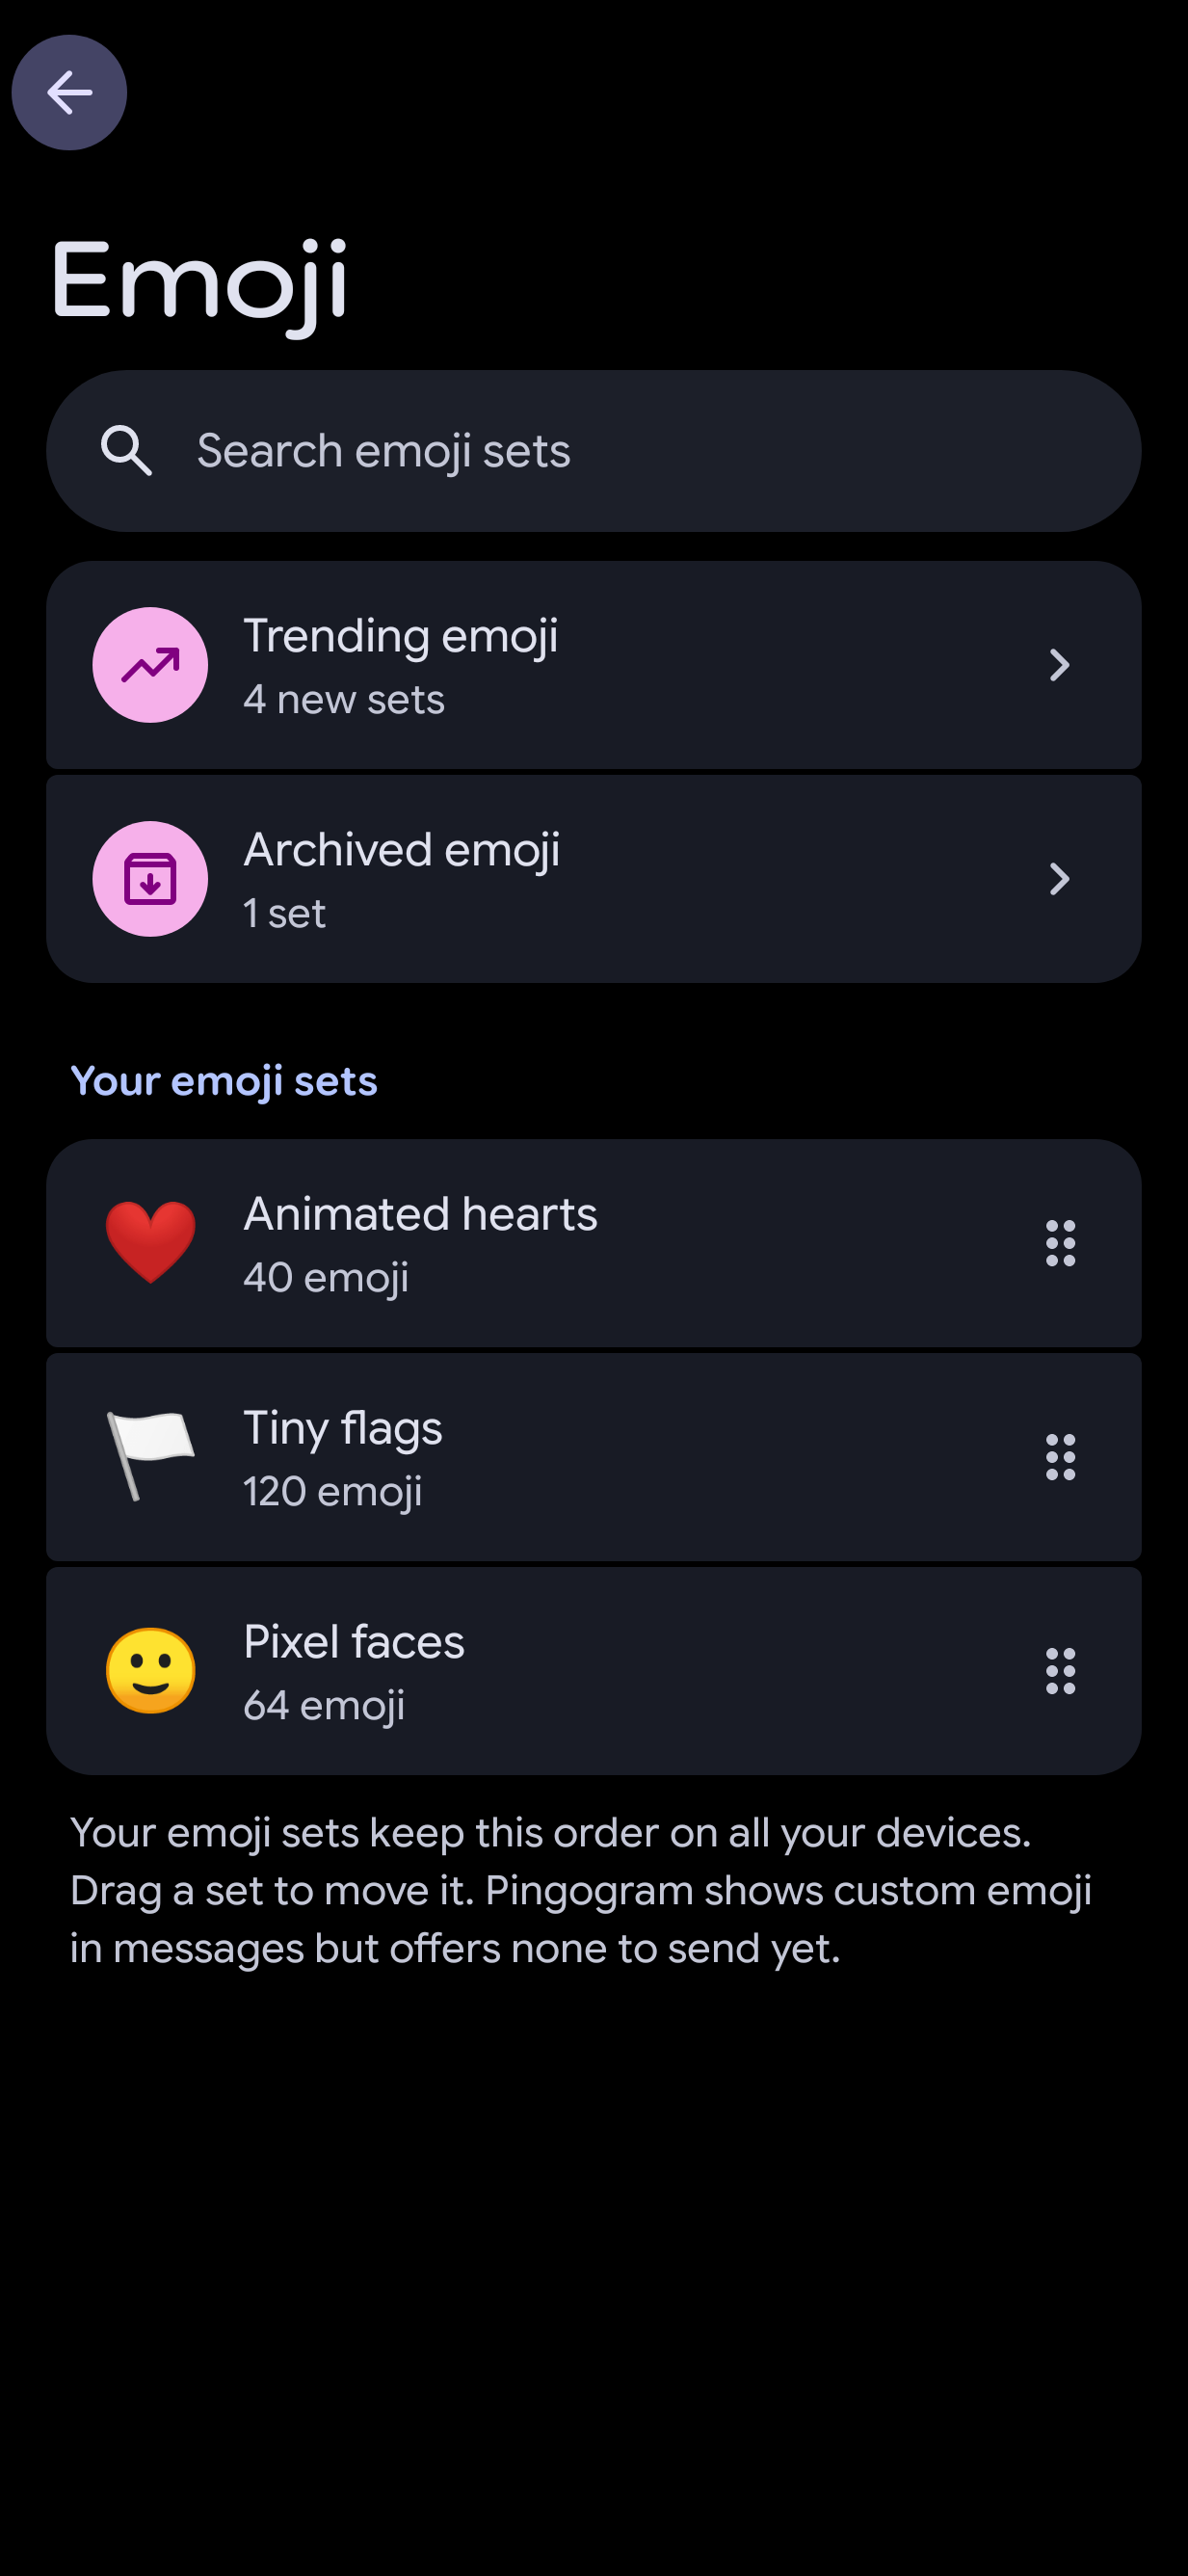 Emoji
Search emoji sets
Trending emoji
4 new sets
Archived emoji
1 set
Your emoji sets
Animated hearts
40 emoji
Tiny flags
120 emoji
Pixel faces
64 emoji
Your emoji sets keep this order on all your devices.
Drag a set to move it. Pingogram shows custom emoji
in messages but offers none to send yet.